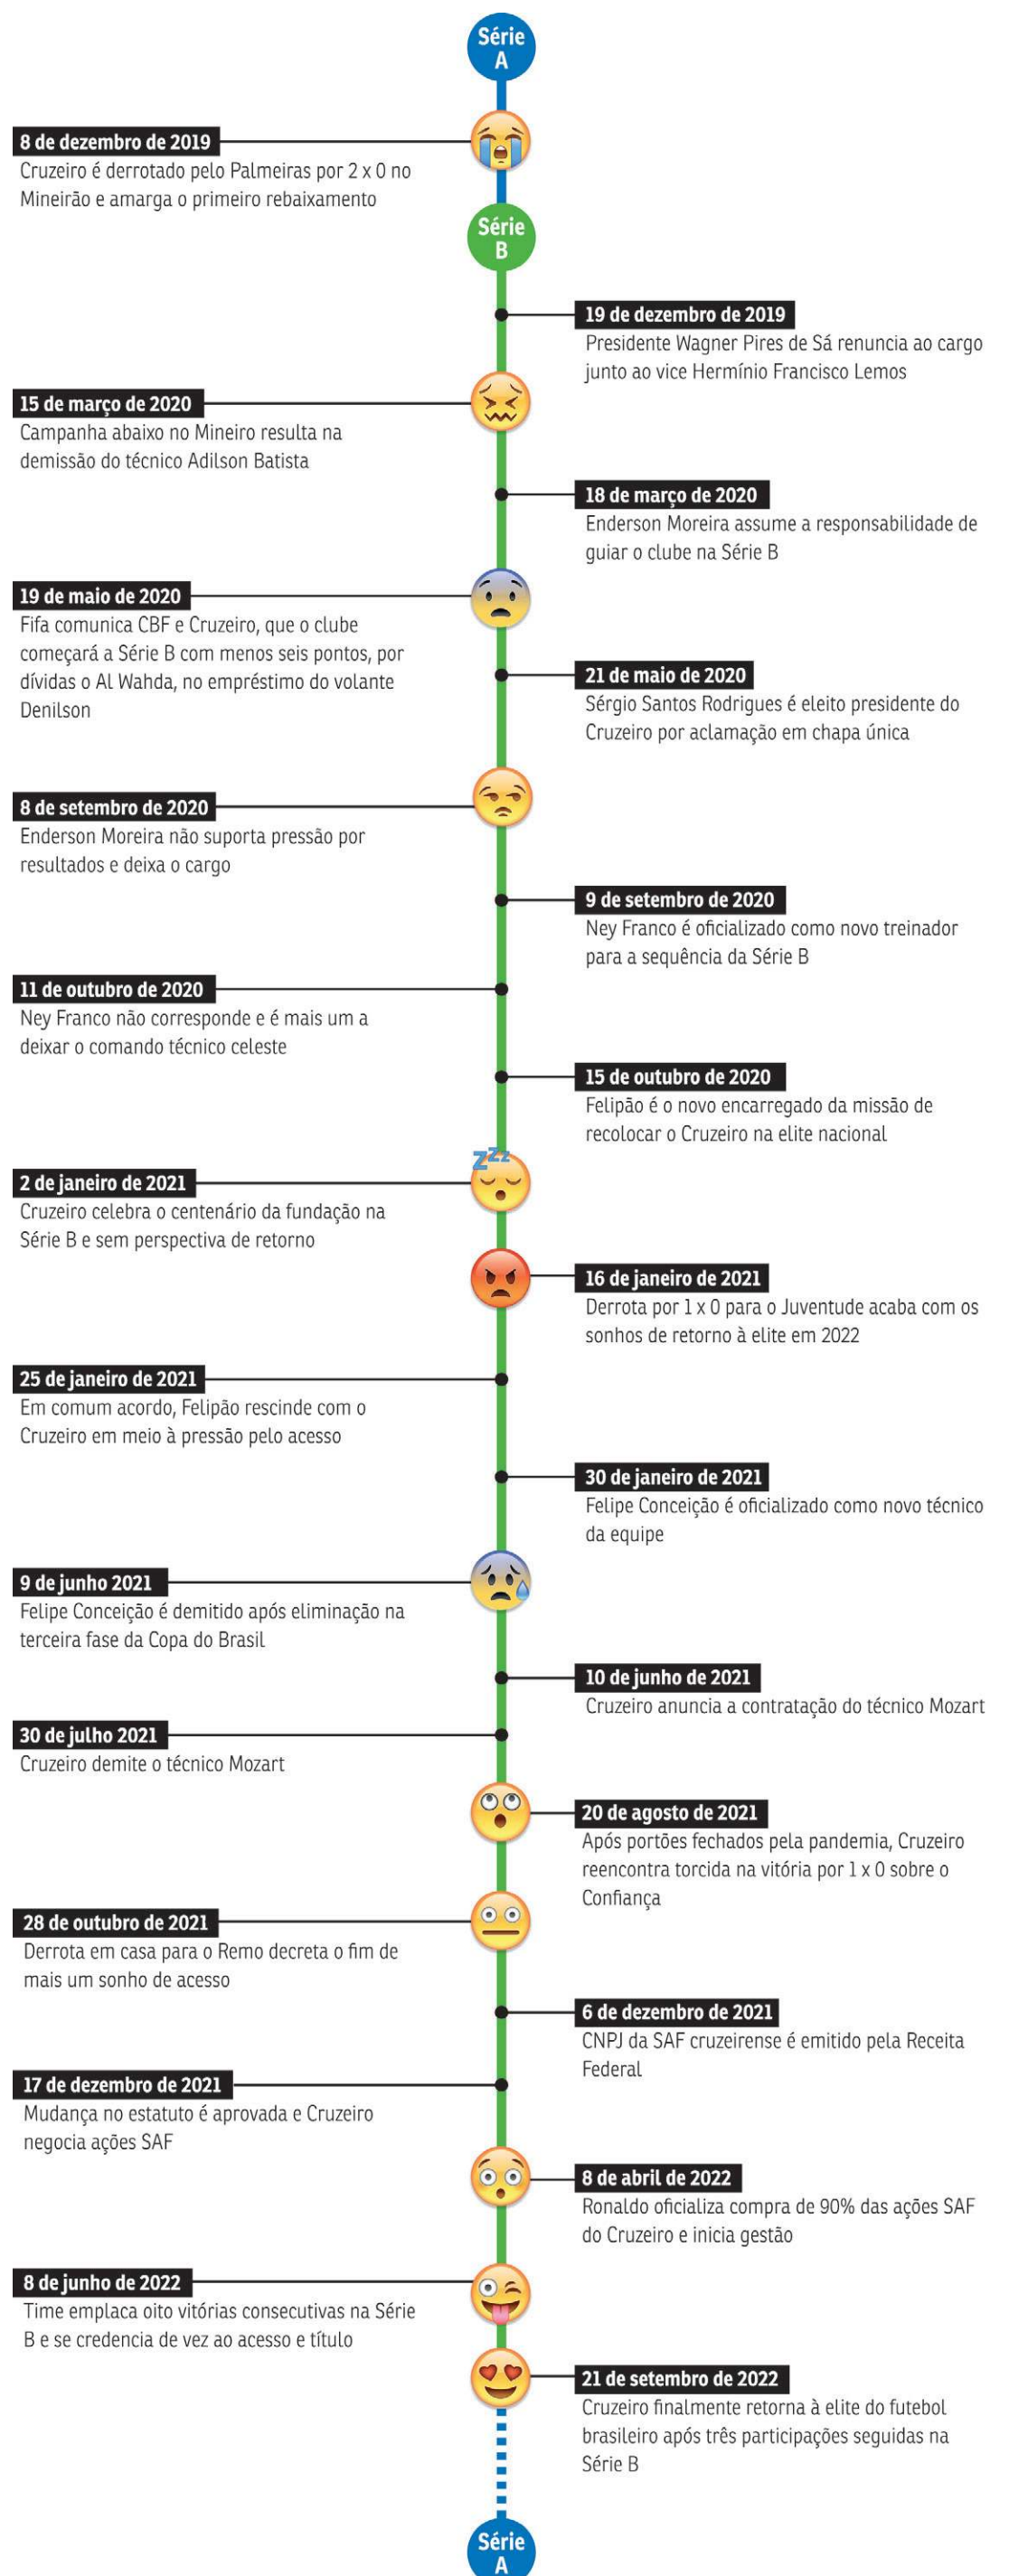 Série
A
8 de dezembro de 2019
Cruzeiro é derrotado pelo Palmeiras por 2 x 0 no
Mineirão e amarga o primeiro rebaixamento
Série
B
19 de dezembro de 2019
Presidente Wagner Pires de Sá renuncia ao cargo
junto ao vice Hermínio Francisco Lemos
15 de março de 2020
Campanha abaixo no Mineiro resulta na
demissão do técnico Adilson Batista
18 de março de 2020
Enderson Moreira assume a responsabilidade de
guiar o clube na Série B
19 de maio de 2020
Fifa comunica CBF e Cruzeiro, que o clube
começará a Série B com menos seis pontos, por
dívidas o Al Wahda, no empréstimo do volante
Denilson
21 de maio de 2020
Sérgio Santos Rodrigues é eleito presidente do
Cruzeiro por aclamação em chapa única
8 de setembro de 2020
Enderson Moreira não suporta pressão por
resultados e deixa o cargo
9 de setembro de 2020
Ney Franco é oficializado como novo treinador
para a sequência da Série B
11 de outubro de 2020
Ney Franco não corresponde e é mais um a
deixar o comando técnico celeste
15 de outubro de 2020
Felipão é o novo encarregado da missão de
recolocar o Cruzeiro na elite nacional
zzz
2 de janeiro de 2021
Cruzeiro celebra o centenário da fundação na
Série B e sem perspectiva de retorno
16 de janeiro de 2021
Derrota por 1 x 0 para o Juventude acaba com os
sonhos de retorno à elite em 2022
25 de janeiro de 2021
Em comum acordo, Felipão rescinde com o
Cruzeiro em meio à pressão pelo acesso
30 de janeiro de 2021
Felipe Conceição é oficializado como novo técnico
da equipe
9 de junho 2021
Felipe Conceição é demitido após eliminação na
terceira fase da Copa do Brasil
10 de junho de 2021
Cruzeiro anuncia a contratação do técnico Mozart
30 de julho 2021
Cruzeiro demite o técnico Mozart
20 de agosto de 2021
Após portões fechados pela pandemia, Cruzeiro
reencontra torcida na vitória por 1 x 0 sobre o
Confiança
28 de outubro de 2021
Derrota em casa para o Remo decreta o fim de
mais um sonho de acesso
6 de dezembro de 2021
CNPJ da SAF cruzeirense é emitido pela Receita
Federal
17 de dezembro de 2021
Mudança no estatuto é aprovada e Cruzeiro
negocia ações SAF
8 de abril de 2022
Ronaldo oficializa compra de 90% das ações SAF
do Cruzeiro e inicia gestão
8 de junho de 2022
Time emplaca oito vitórias consecutivas na Série
B e se credencia de vez ao acesso e título
21 de setembro de 2022
Cruzeiro finalmente retorna à elite do futebol
brasileiro após três participações seguidas na
Série B
Série
A